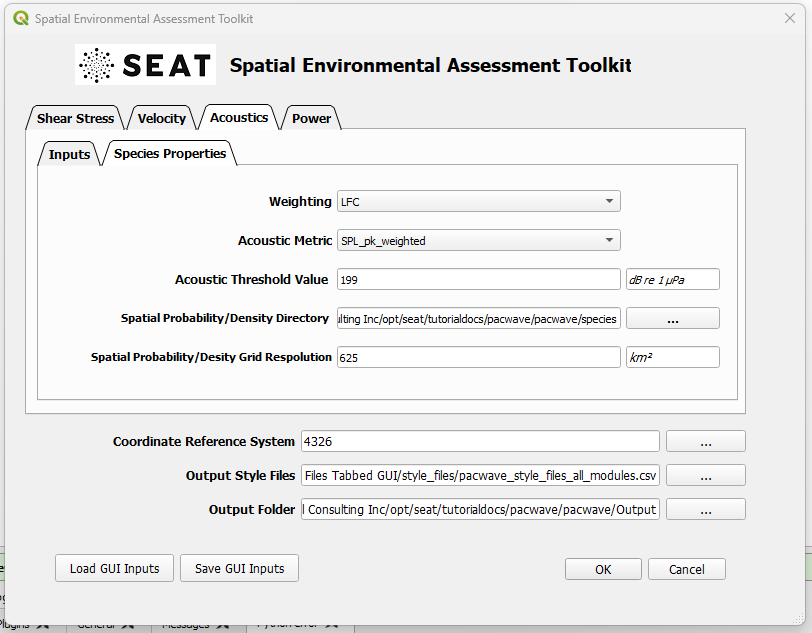 Spatial Environmental Assessment Toolkit
SEAT Spatial Environmental Assessment Toolkit
Shear Stress Velocity Acoustics Power
Inputs Species Properties
Weighting LFC
Acoustic Metric SPL_pk_weighted
Acoustic Threshold Value 199 dB re 1 μPa
Spatial Probability/Density Directory ulting Inc/opt/seat/tutorialdocs/pacwave/pacwave/species ...
Spatial Probability/Desity Grid Respolution 625 km²
Coordinate Reference System 4326 ...
Output Style Files Files Tabbed GUI/style_files/pacwave_style_files_all_modules.csv ...
Output Folder l Consulting Inc/opt/seat/tutorialdocs/pacwave/pacwave/Output ...
Load GUI Inputs Save GUI Inputs OK Cancel